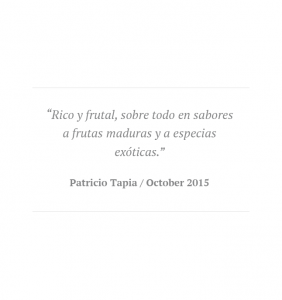 “Rico y frutal, sobre todo en sabores
a frutas maduras y a especias
exóticas.”
Patricio Tapia / October 2015